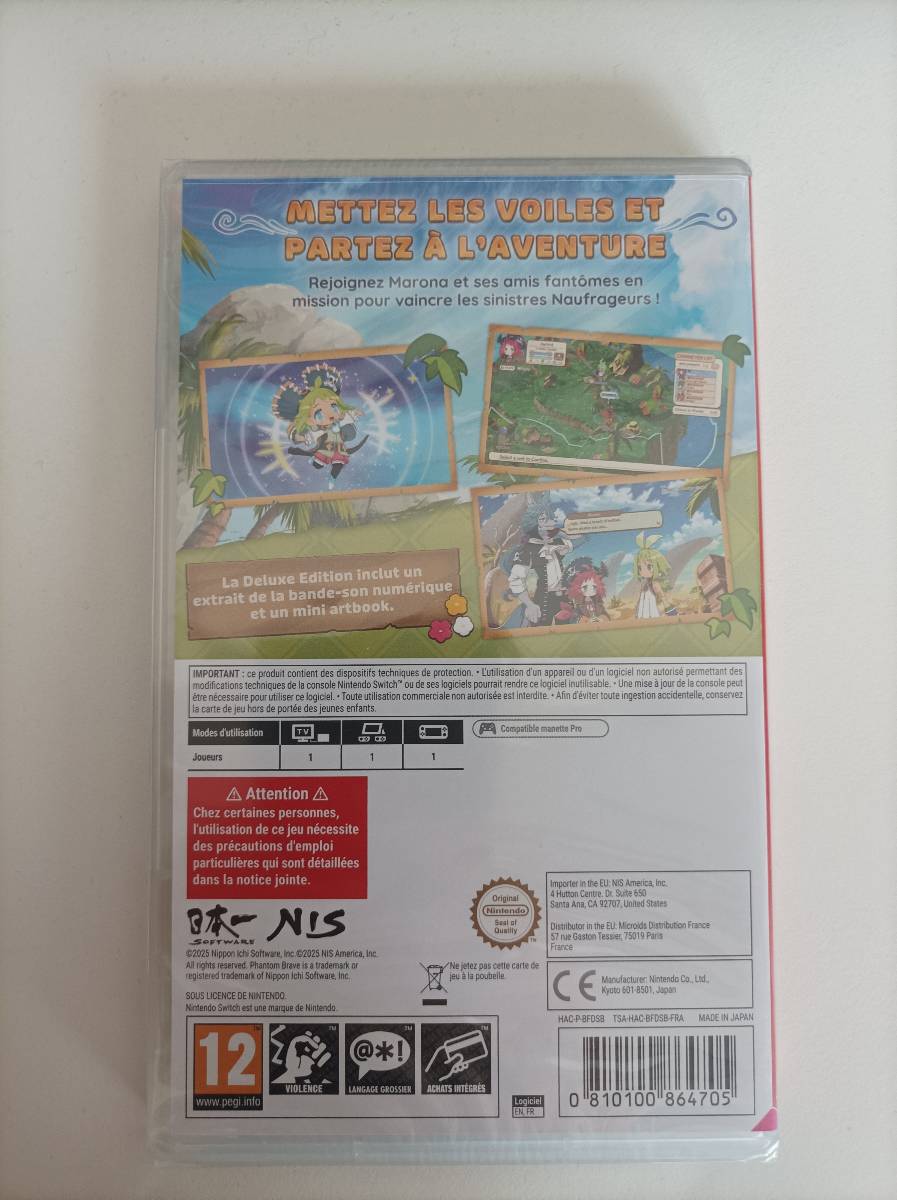 METTEZ LES VOILES ET
PARTEZ À L'AVENTURE
Rejoignez Marona et ses amis fantômes en
mission pour vaincre les sinistres Naufrageurs !
Select a unit to Confine.
La Deluxe Edition inclut un
extrait de la bande-son numérique
et un mini artbook.
IMPORTANT : ce produit contient des dispositifs techniques de protection. • L'utilisation d'un appareil ou d'un logiciel non autorisé permettant des
modifications techniques de la console Nintendo Switch™ ou de ses logiciels pourrait rendre ce logiciel inutilisable. • Une mise à jour de la console peut
être nécessaire pour utiliser ce logiciel. • Toute utilisation commerciale non autorisée est interdite. • Afin d'éviter toute ingestion accidentelle, conservez
la carte de jeu hors de portée des jeunes enfants.
Modes d'utilisation TV
Compatible manette Pro
Joueurs 1 1 1
Attention
Chez certaines personnes,
l'utilisation de ce jeu nécessite
des précautions d'emploi
particulières qui sont détaillées
dans la notice jointe.
日本一 NIS
SOFTWARE
©2025 Nippon Ichi Software, Inc. ©2025 NIS America, Inc.
All rights reserved. Phantom Brave is a trademark or
registered trademark of Nippon Ichi Software, Inc.
SOUS LICENCE DE NINTENDO.
Nintendo Switch est une marque de Nintendo.
Original
Nintendo
Seal of
Quality
TM
Ne jetez pas cette carte de
jeu à la poubelle.
Importer in the EU: NIS America, Inc.
4 Hutton Centre. Dr. Suite 650
Santa Ana, CA 92707, United States
Distributor in the EU: Microids Distribution France
57 rue Gaston Tessier, 75019 Paris
France
CE
Manufacturer: Nintendo Co., Ltd.,
Kyoto 601-8501, Japan
HAC-P-BFDSB TSA-HAC-BFDSB-FRA MADE IN JAPAN
12
www.pegi.info
VIOLENCE
@*!
LANGAGE GROSSIER
ACHATS INTÉGRÉS
Logiciel
EN, FR
0 810100 864705